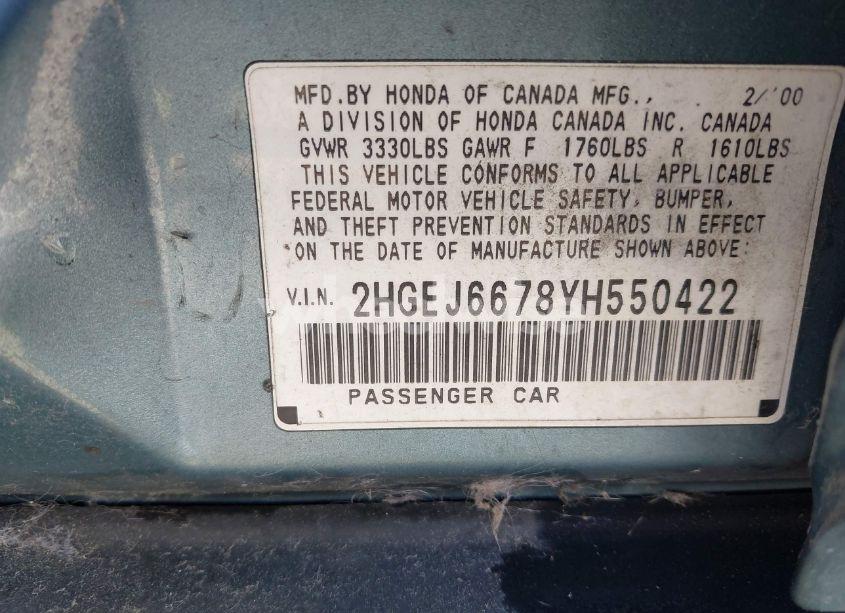 MFD.BY HONDA OF CANADA MFG., 2/'00
A DIVISION OF HONDA CANADA INC. CANADA
GVWR 3330LBS GAWR F 1760LBS R 1610LBS
THIS VEHICLE CONFORMS TO ALL APPLICABLE
FEDERAL MOTOR VEHICLE SAFETY, BUMPER,
AND THEFT PREVENTION STANDARDS IN EFFECT
ON THE DATE OF MANUFACTURE SHOWN ABOVE:
V.I.N. 2HGEJ6678YH550422
PASSENGER CAR